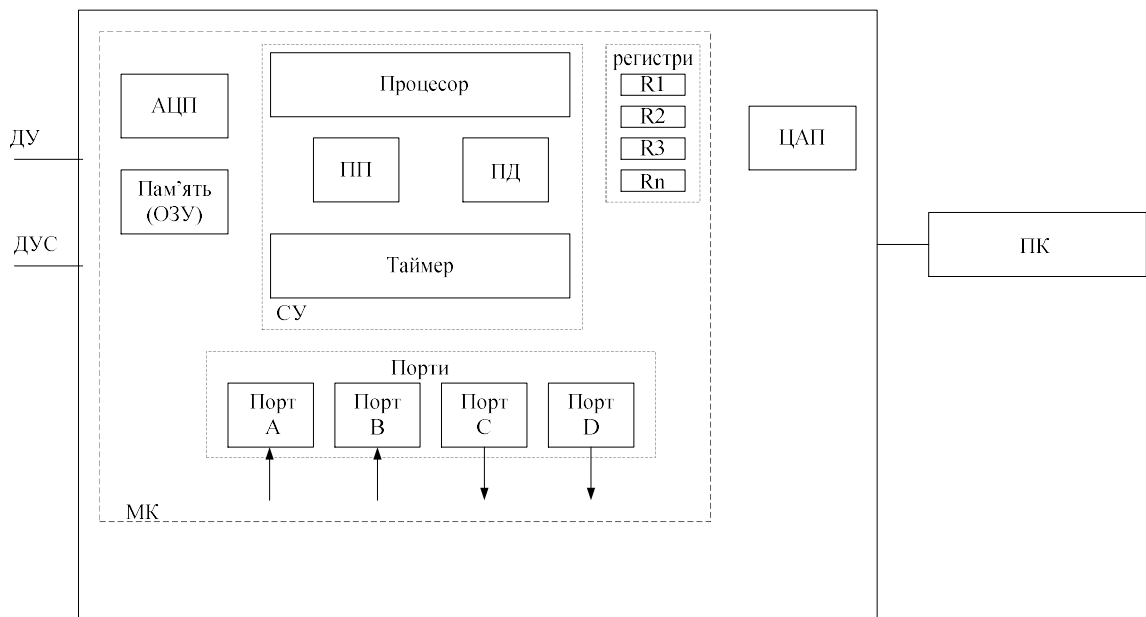 регистри
Процесор
R1
АЦП
R2
ЦАП
ДУ
R3
ПП
ПД
Rn
Пам’ять
(ОЗУ)
ДУС
ПК
Таймер
СУ
Порти
Порт
A
Порт
B
Порт
C
Порт
D
МК